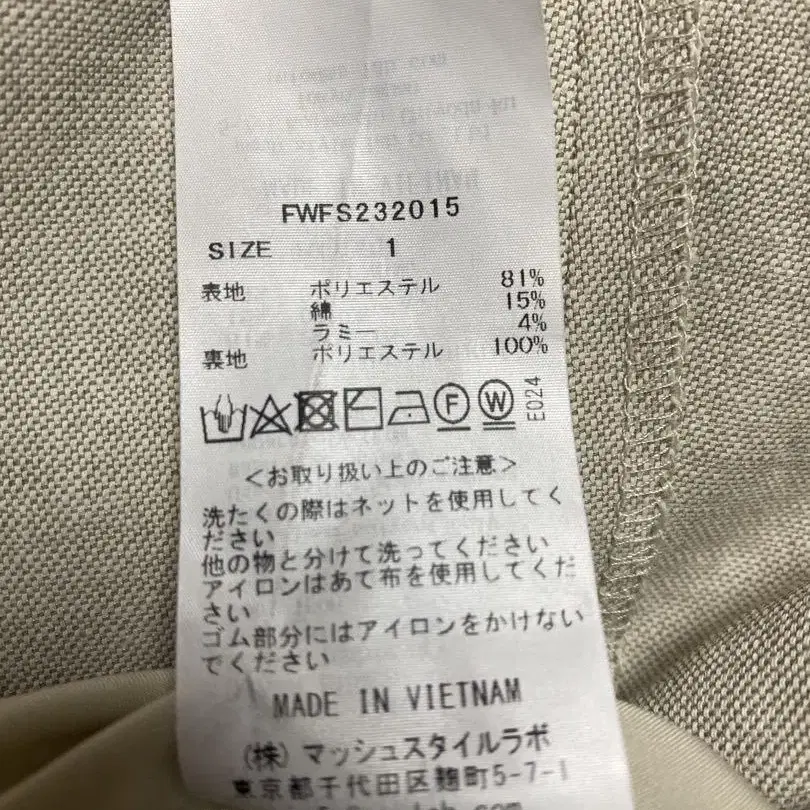 FWFS232015
SIZE 1
表地 ポリエステル 81%
綿 15%
ラミー 4%
裏地 ポリエステル 100%
F W E024
<お取り扱い上のご注意>
洗たくの際はネットを使用してく
ださい
他の物と分けて洗ってください
アイロンはあて布を使用してくだ
さい
ゴム部分にはアイロンをかけない
でください
MADE IN VIETNAM
(株) マッシュスタイルラボ
東京都千代田区麹町5-7-1